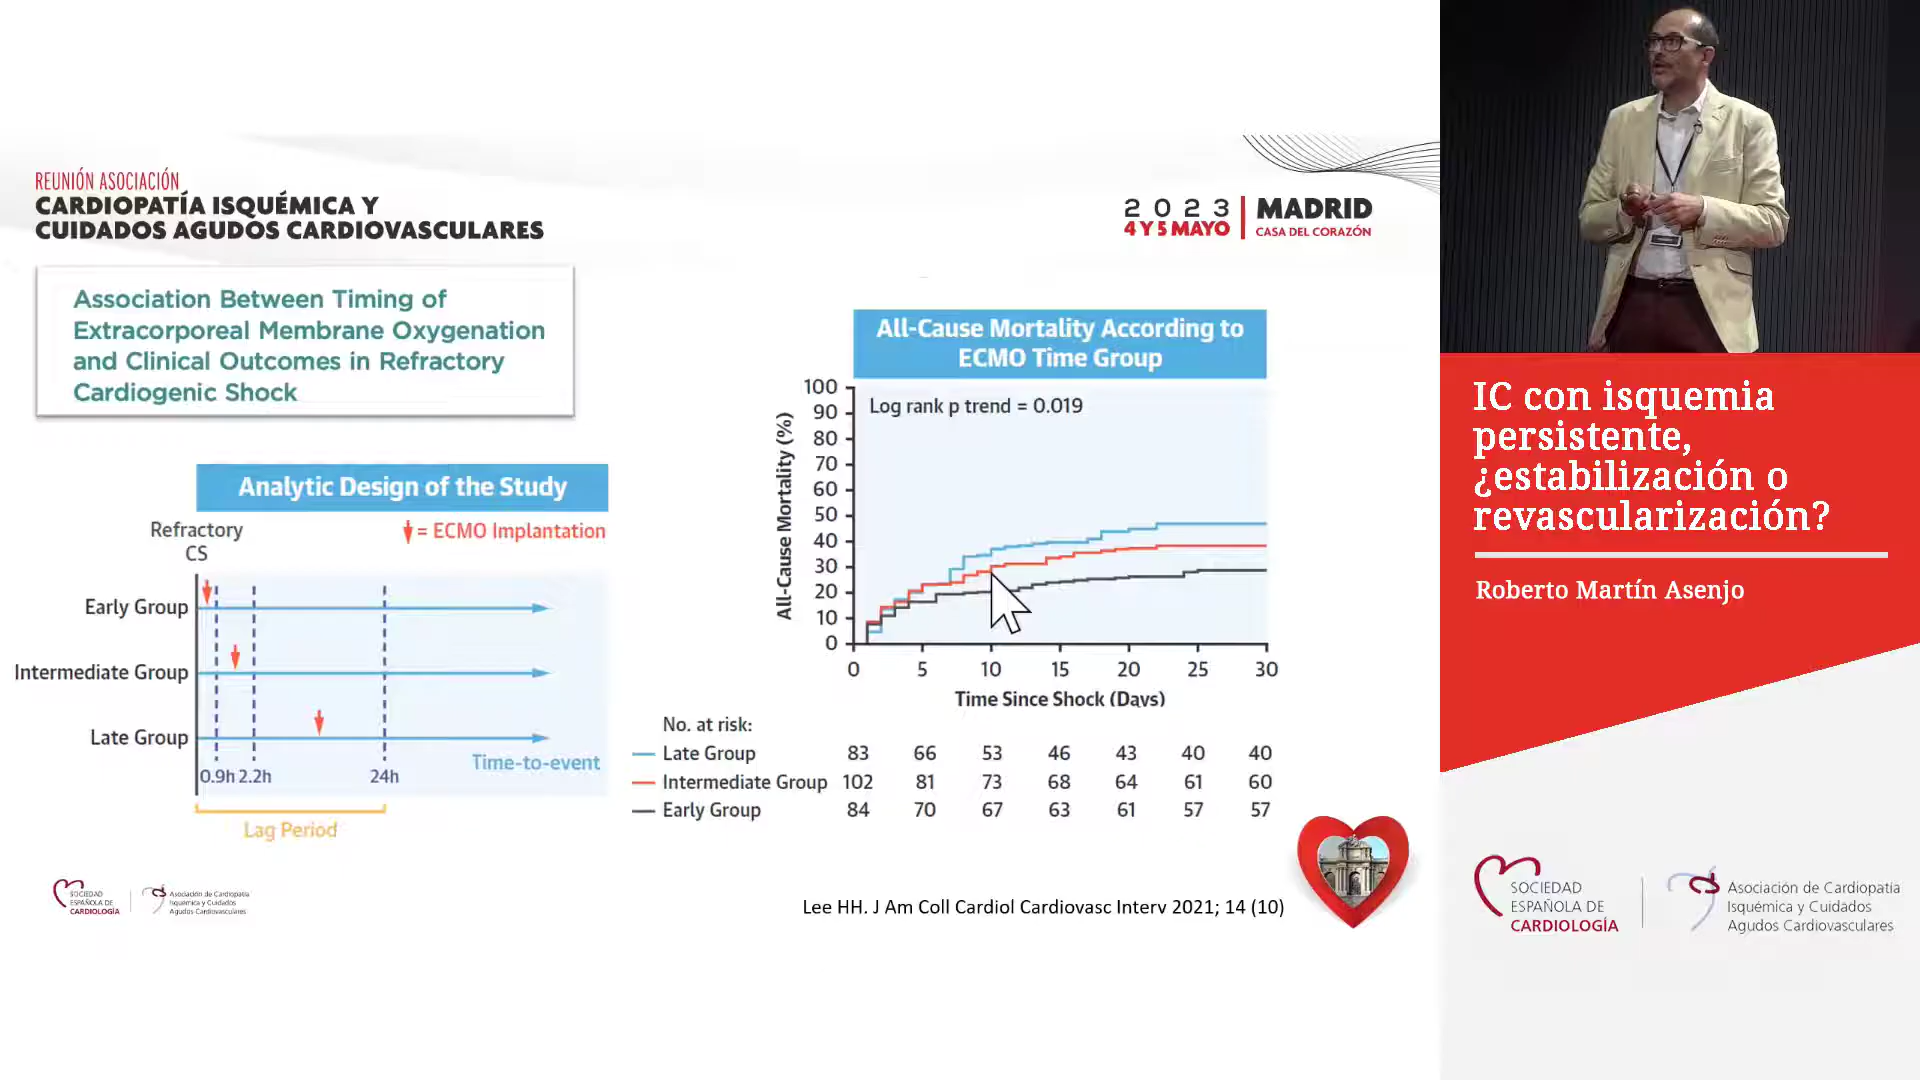 REUNIÓN ASOCIACIÓN
CARDIOPATÍA ISQUÉMICA Y
CUIDADOS AGUDOS CARDIOVASCULARES
2023
4 Y 5 MAYO
MADRID
CASA DEL CORAZÓN
Association Between Timing of
Extracorporeal Membrane Oxygenation
and Clinical Outcomes in Refractory
Cardiogenic Shock
Analytic Design of the Study
Refractory
CS
= ECMO Implantation
Early Group
Intermediate Group
Late Group
Time-to-event
0.9h 2.2h 24h
Lag Period
All-Cause Mortality According to
ECMO Time Group
Log rank p trend = 0.019
All-Cause Mortality (%)
100
90
80
70
60
50
40
30
20
10
0
0 5 10 15 20 25 30
Time Since Shock (Days)
No. at risk:
Late Group 83 66 53 46 43 40 40
Intermediate Group 102 81 73 68 64 61 60
Early Group 84 70 67 63 61 57 57
Lee HH. J Am Coll Cardiol Cardiovasc Interv 2021; 14 (10)
SOCIEDAD
ESPAÑOLA DE
CARDIOLOGÍA
Asociación de Cardiopatía
Isquémica y Cuidados
Agudos Cardiovasculares
IC con isquemia
persistente,
¿estabilización o
revascularización?
Roberto Martín Asenjo
SOCIEDAD
ESPAÑOLA DE
CARDIOLOGÍA
Asociación de Cardiopatía
Isquémica y Cuidados
Agudos Cardiovasculares